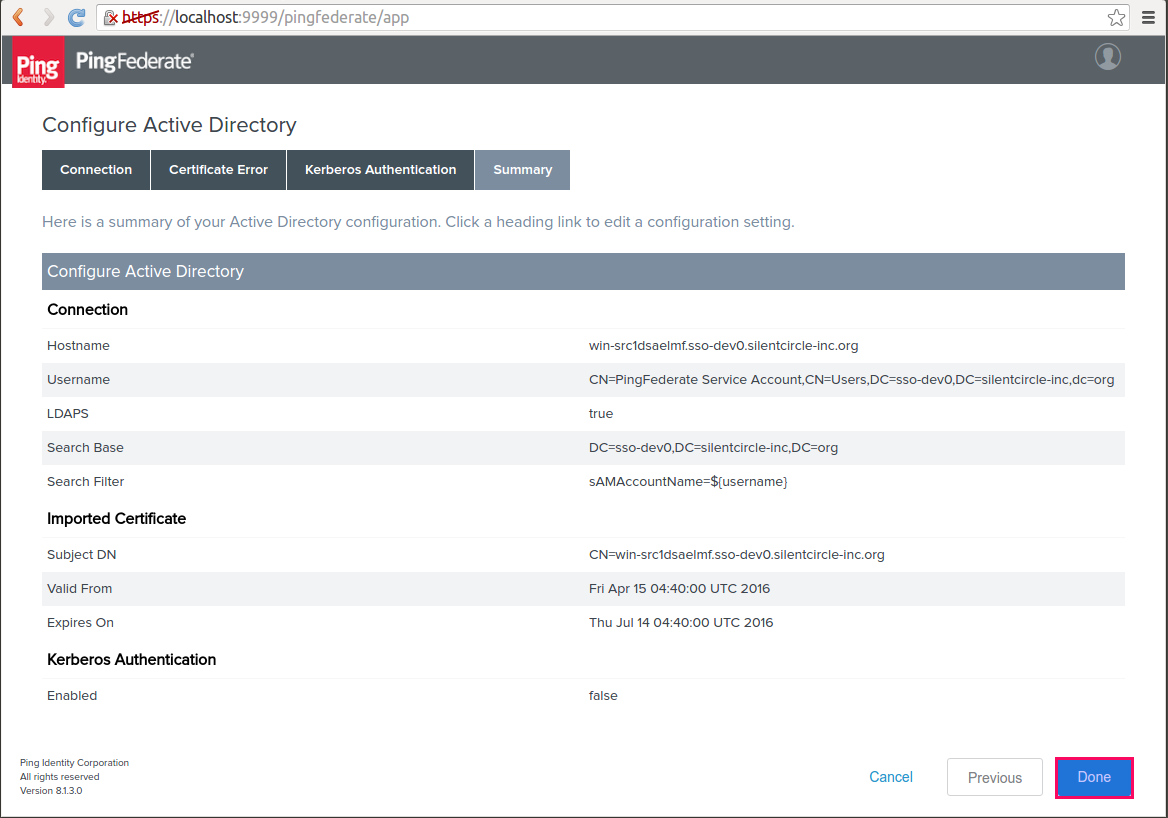 https://localhost:9999/pingfederate/app
Ping Identity. PingFederate®
Configure Active Directory
Connection Certificate Error Kerberos Authentication Summary
Here is a summary of your Active Directory configuration. Click a heading link to edit a configuration setting.
Configure Active Directory
Connection
Hostname win-src1dsaelmf.sso-dev0.silentcircle-inc.org
Username CN=PingFederate Service Account,CN=Users,DC=sso-dev0,DC=silentcircle-inc,dc=org
LDAPS true
Search Base DC=sso-dev0,DC=silentcircle-inc,DC=org
Search Filter sAMAccountName=${username}
Imported Certificate
Subject DN CN=win-src1dsaelmf.sso-dev0.silentcircle-inc.org
Valid From Fri Apr 15 04:40:00 UTC 2016
Expires On Thu Jul 14 04:40:00 UTC 2016
Kerberos Authentication
Enabled false
Ping Identity Corporation
All rights reserved
Version 8.1.3.0
Cancel Previous Done